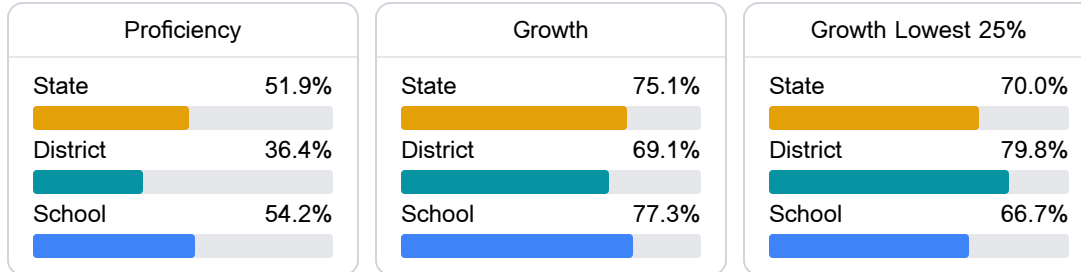 Proficiency
State 51.9%
District 36.4%
School 54.2%
Growth
State 75.1%
District 69.1%
School 77.3%
Growth Lowest 25%
State 70.0%
District 79.8%
School 66.7%